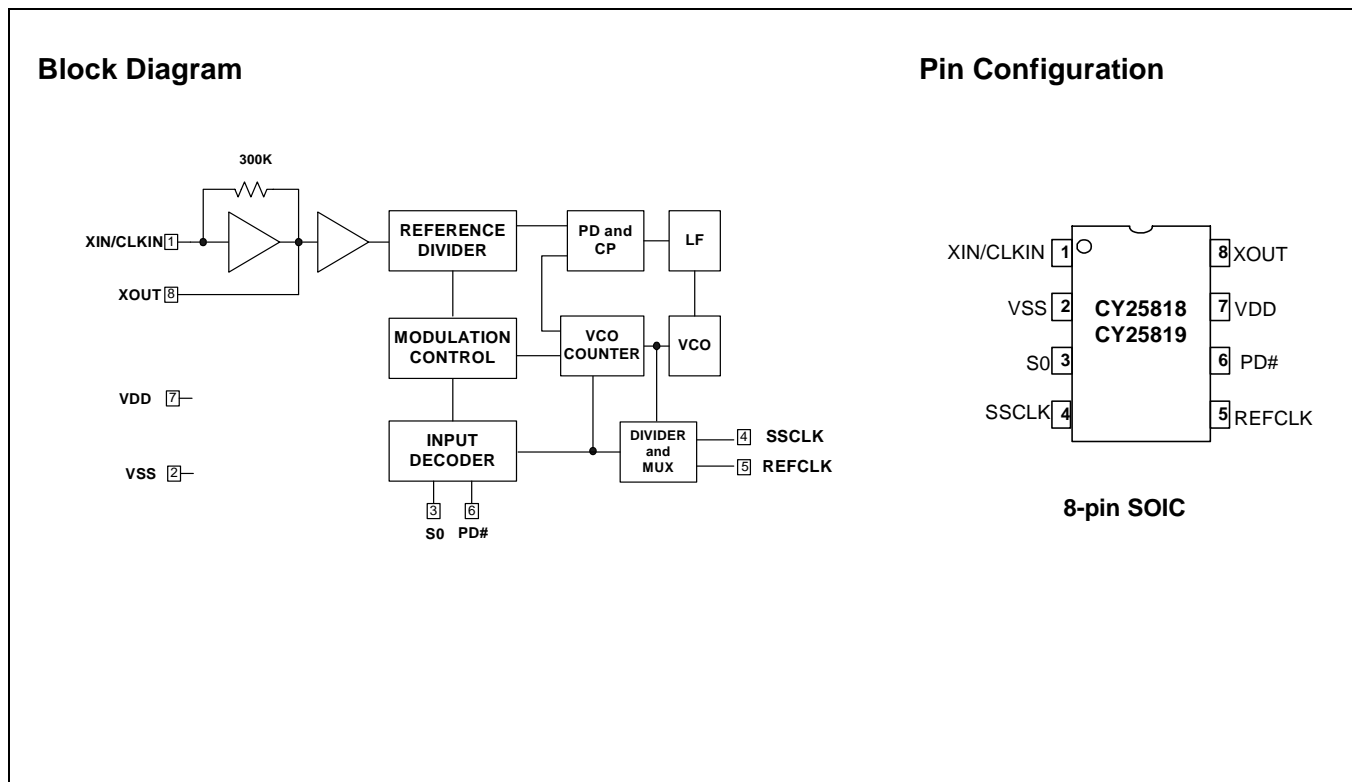 Block Diagram
Pin Configuration
300K
XIN/CLKIN 1
XOUT 8
VDD 7
VSS 2
REFERENCE
DIVIDER
PD and
CP
LF
MODULATION
CONTROL
VCO
COUNTER
VCO
INPUT
DECODER
DIVIDER
and
MUX
4 SSCLK
5 REFCLK
3
S0
6
PD#
XIN/CLKIN 1
VSS 2
S0 3
SSCLK 4
CY25818
CY25819
8 XOUT
7 VDD
6 PD#
5 REFCLK
8-pin SOIC